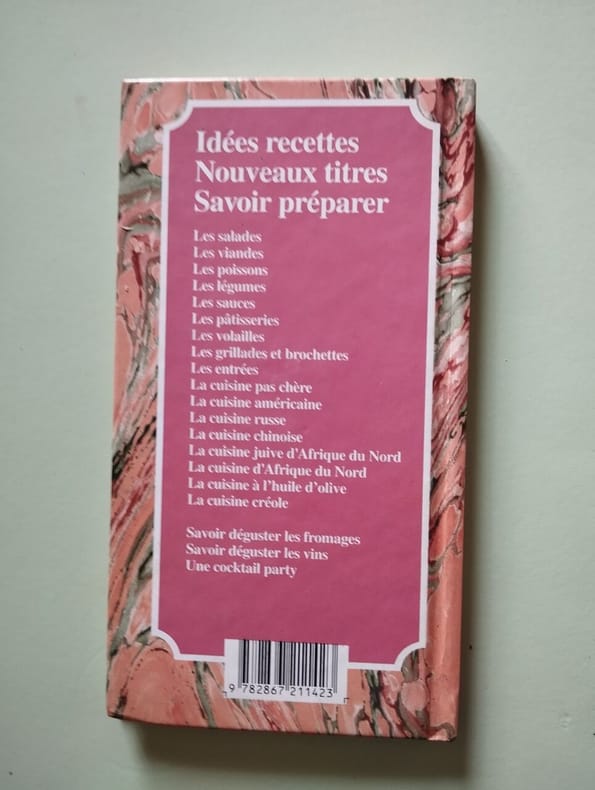 Idées recettes
Nouveaux titres
Savoir préparer
Les salades
Les viandes
Les poissons
Les légumes
Les sauces
Les pâtisseries
Les volailles
Les grillades et brochettes
Les entrées
La cuisine pas chère
La cuisine américaine
La cuisine russe
La cuisine chinoise
La cuisine juive d'Afrique du Nord
La cuisine d'Afrique du Nord
La cuisine à l'huile d'olive
La cuisine créole
Savoir déguster les fromages
Savoir déguster les vins
Une cocktail party
9 782867 211423